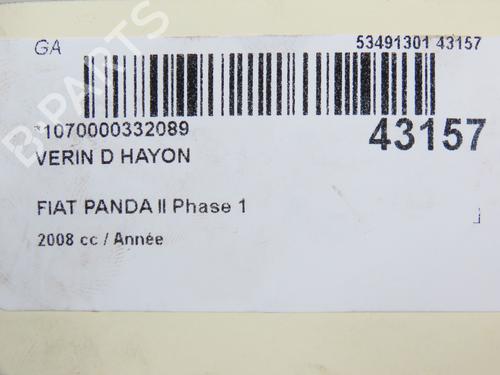 GA 53491301 43157
*1070000332089 43157
VERIN D HAYON
FIAT PANDA II Phase 1
2008 cc / Année
B-PARTS